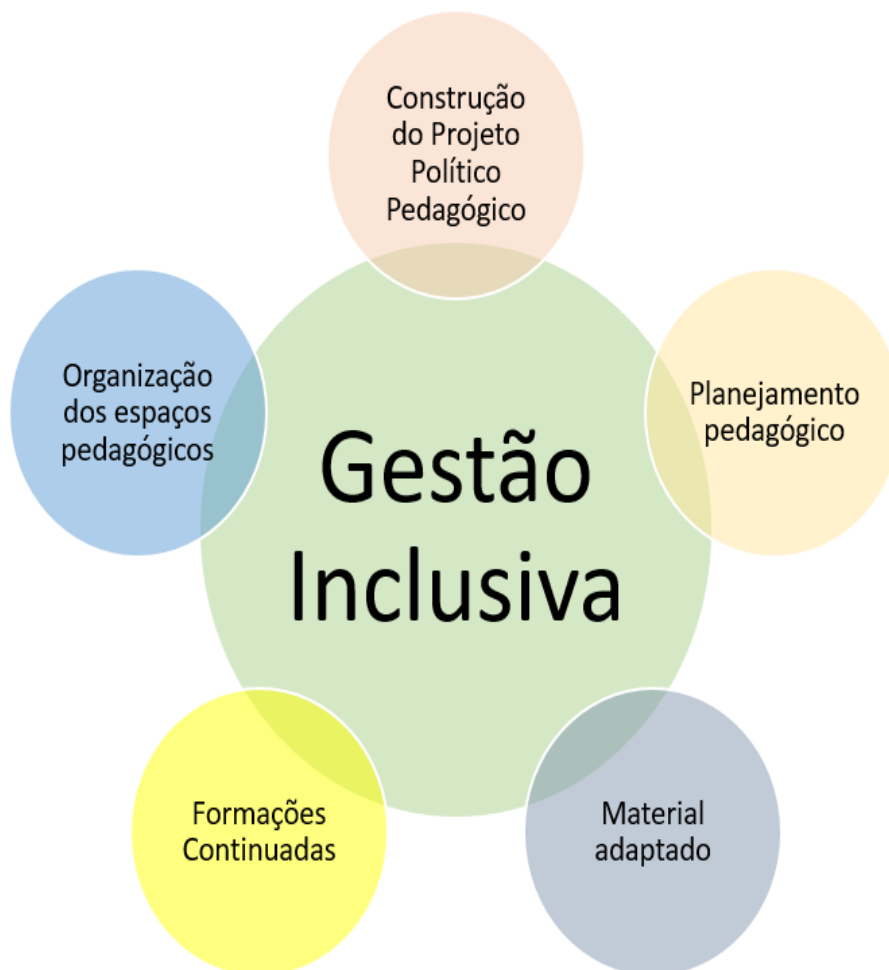 Construção
do Projeto
Político
Pedagógico
Organização
dos espaços
pedagógicos
Planejamento
pedagógico
Gestão
Inclusiva
Formações
Continuadas
Material
adaptado